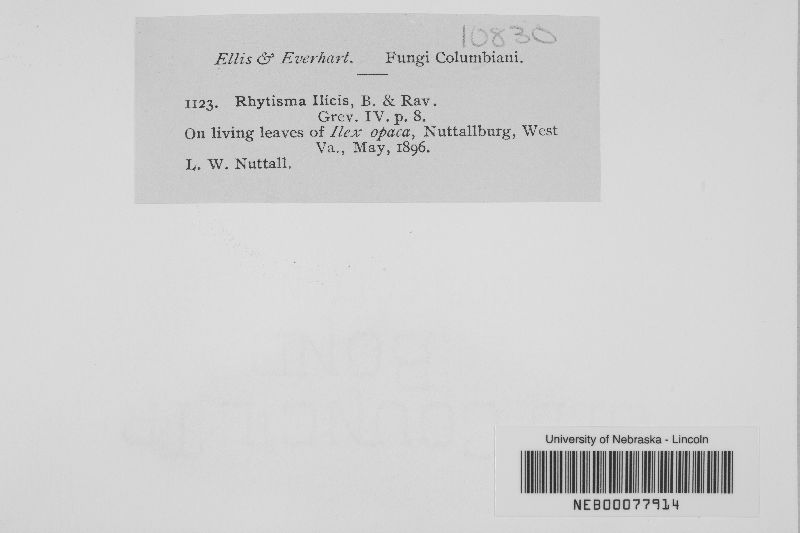 10830
Ellis & Everhart. Fungi Columbiani.
1123. Rhytisma Ilicis, B. & Rav.
Grev. IV. p. 8.
On living leaves of Ilex opaca, Nuttallburg, West
Va., May, 1896.
L. W. Nuttall.
University of Nebraska - Lincoln
NEB00077914